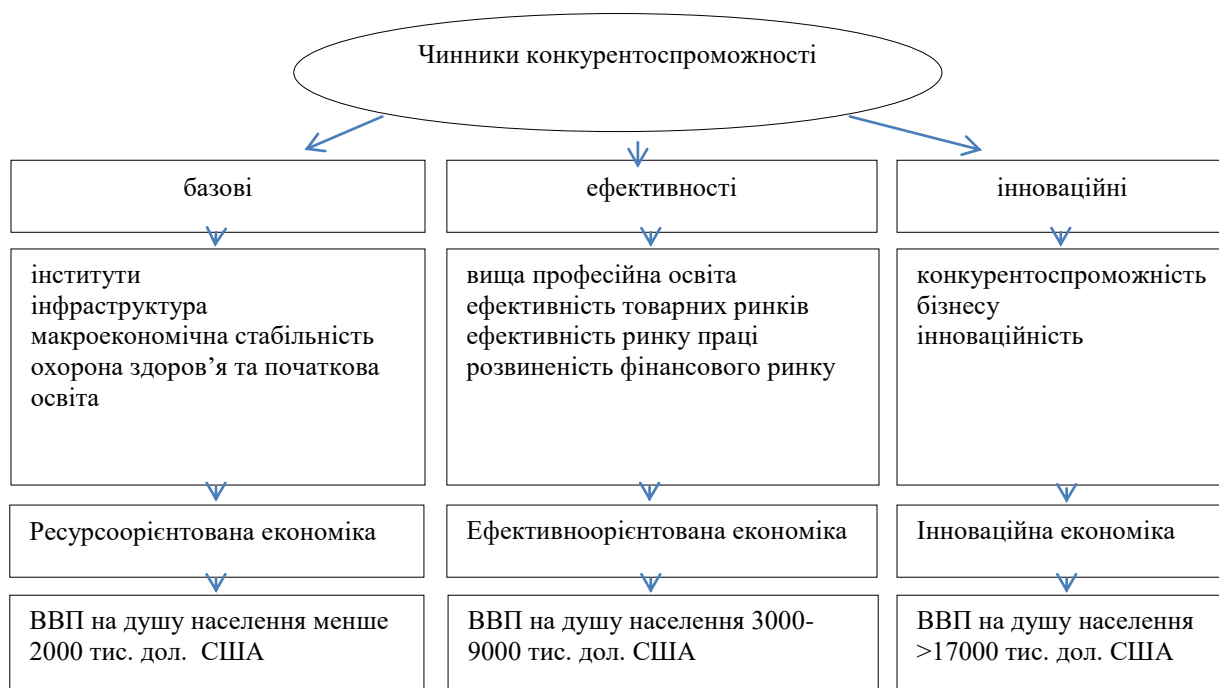 Чинники конкурентоспроможності
базові
ефективності
інноваційні
інститути
інфраструктура
макроекономічна стабільність
охорона здоров’я та початкова
освіта
вища професійна освіта
ефективність товарних ринків
ефективність ринку праці
розвиненість фінансового ринку
конкурентоспроможність
бізнесу
інноваційність
Ресурсоорієнтована економіка
Ефективноорієнтована економіка
Інноваційна економіка
ВВП на душу населення менше
2000 тис. дол.  США
ВВП на душу населення 3000-
9000 тис. дол. США
ВВП на душу населення
>17000 тис. дол. США